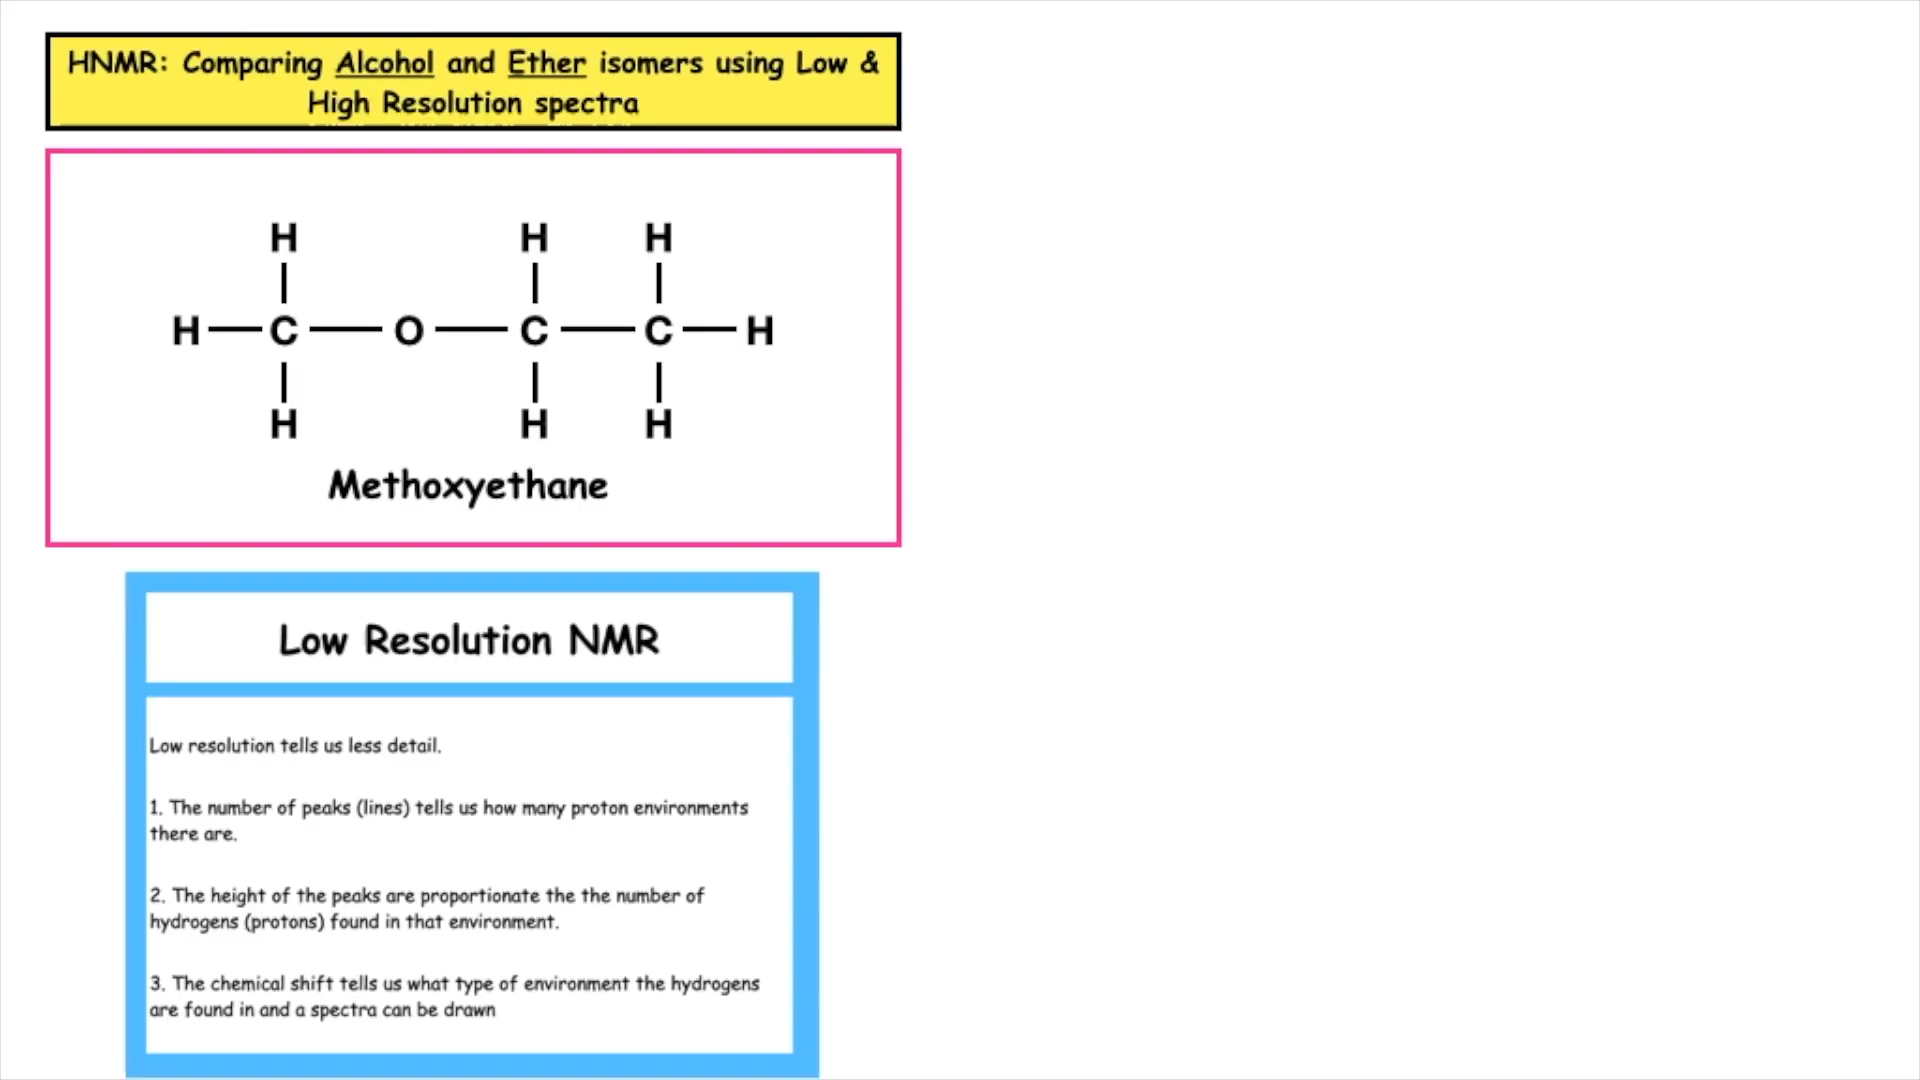 HNMR: Comparing Alcohol and Ether isomers using Low &
High Resolution spectra
H H H
H C O C C H
H H H
Methoxyethane
Low Resolution NMR
Low resolution tells us less detail.
1. The number of peaks (lines) tells us how many proton environments
there are.
2. The height of the peaks are proportionate the the number of
hydrogens (protons) found in that environment.
3. The chemical shift tells us what type of environment the hydrogens
are found in and a spectra can be drawn